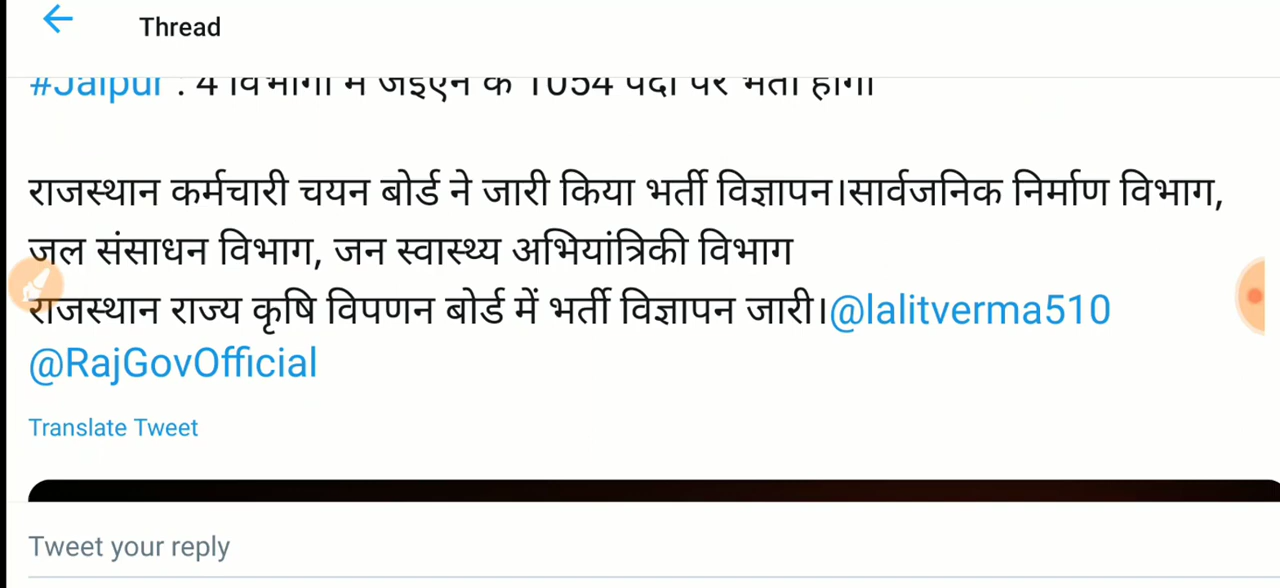 Thread
#Jaipur : 4 विभागों में जेईएन के 1054 पदों पर भर्ती होगी
राजस्थान कर्मचारी चयन बोर्ड ने जारी किया भर्ती विज्ञापन।सार्वजनिक निर्माण विभाग,
जल संसाधन विभाग, जन स्वास्थ्य अभियांत्रिकी विभाग
राजस्थान राज्य कृषि विपणन बोर्ड में भर्ती विज्ञापन जारी।@lalitverma510
@RajGovOfficial
Translate Tweet
Tweet your reply